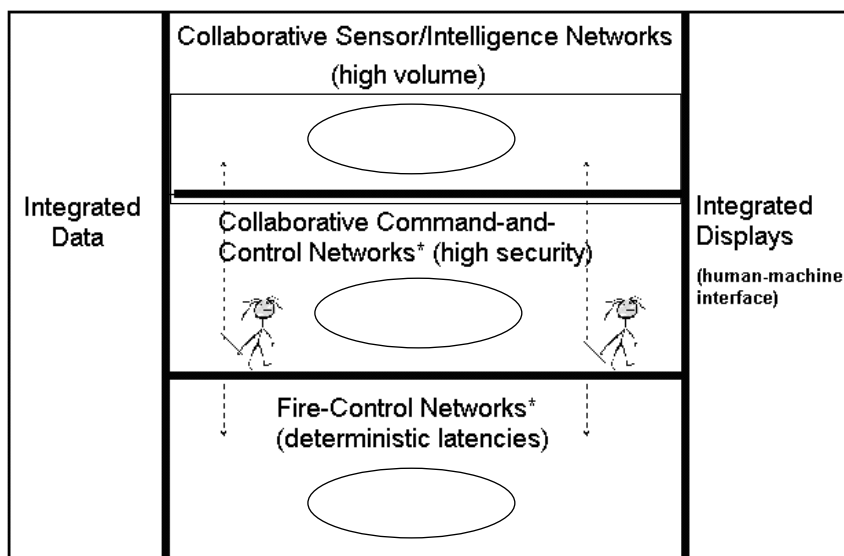 Collaborative Sensor/Intelligence Networks
(high volume)
Integrated
Data
Collaborative Command-and-
Control Networks* (high security)
Integrated
Displays
(human-machine
interface)
Fire-Control Networks*
(deterministic latencies)